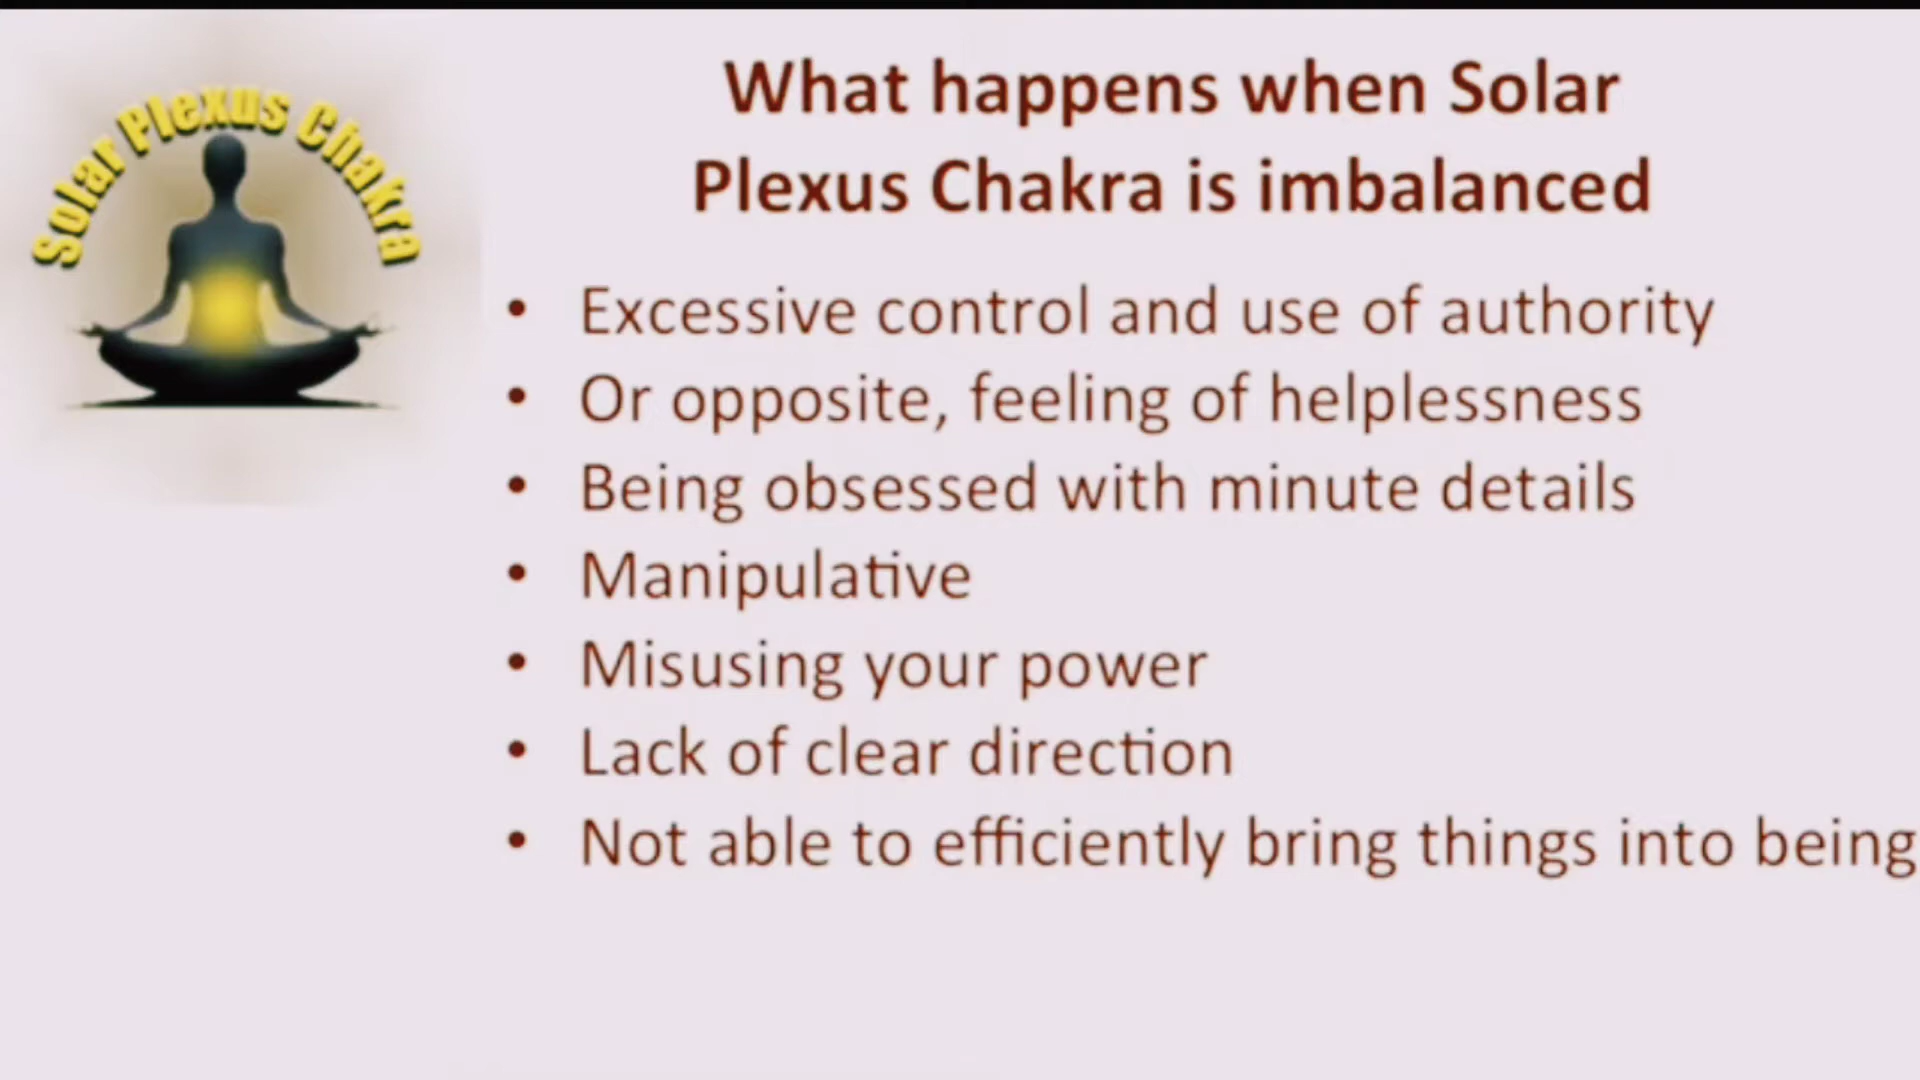 Solar Plexus Chakra
What happens when Solar
Plexus Chakra is imbalanced
• Excessive control and use of authority
• Or opposite, feeling of helplessness
• Being obsessed with minute details
• Manipulative
• Misusing your power
• Lack of clear direction
• Not able to efficiently bring things into being